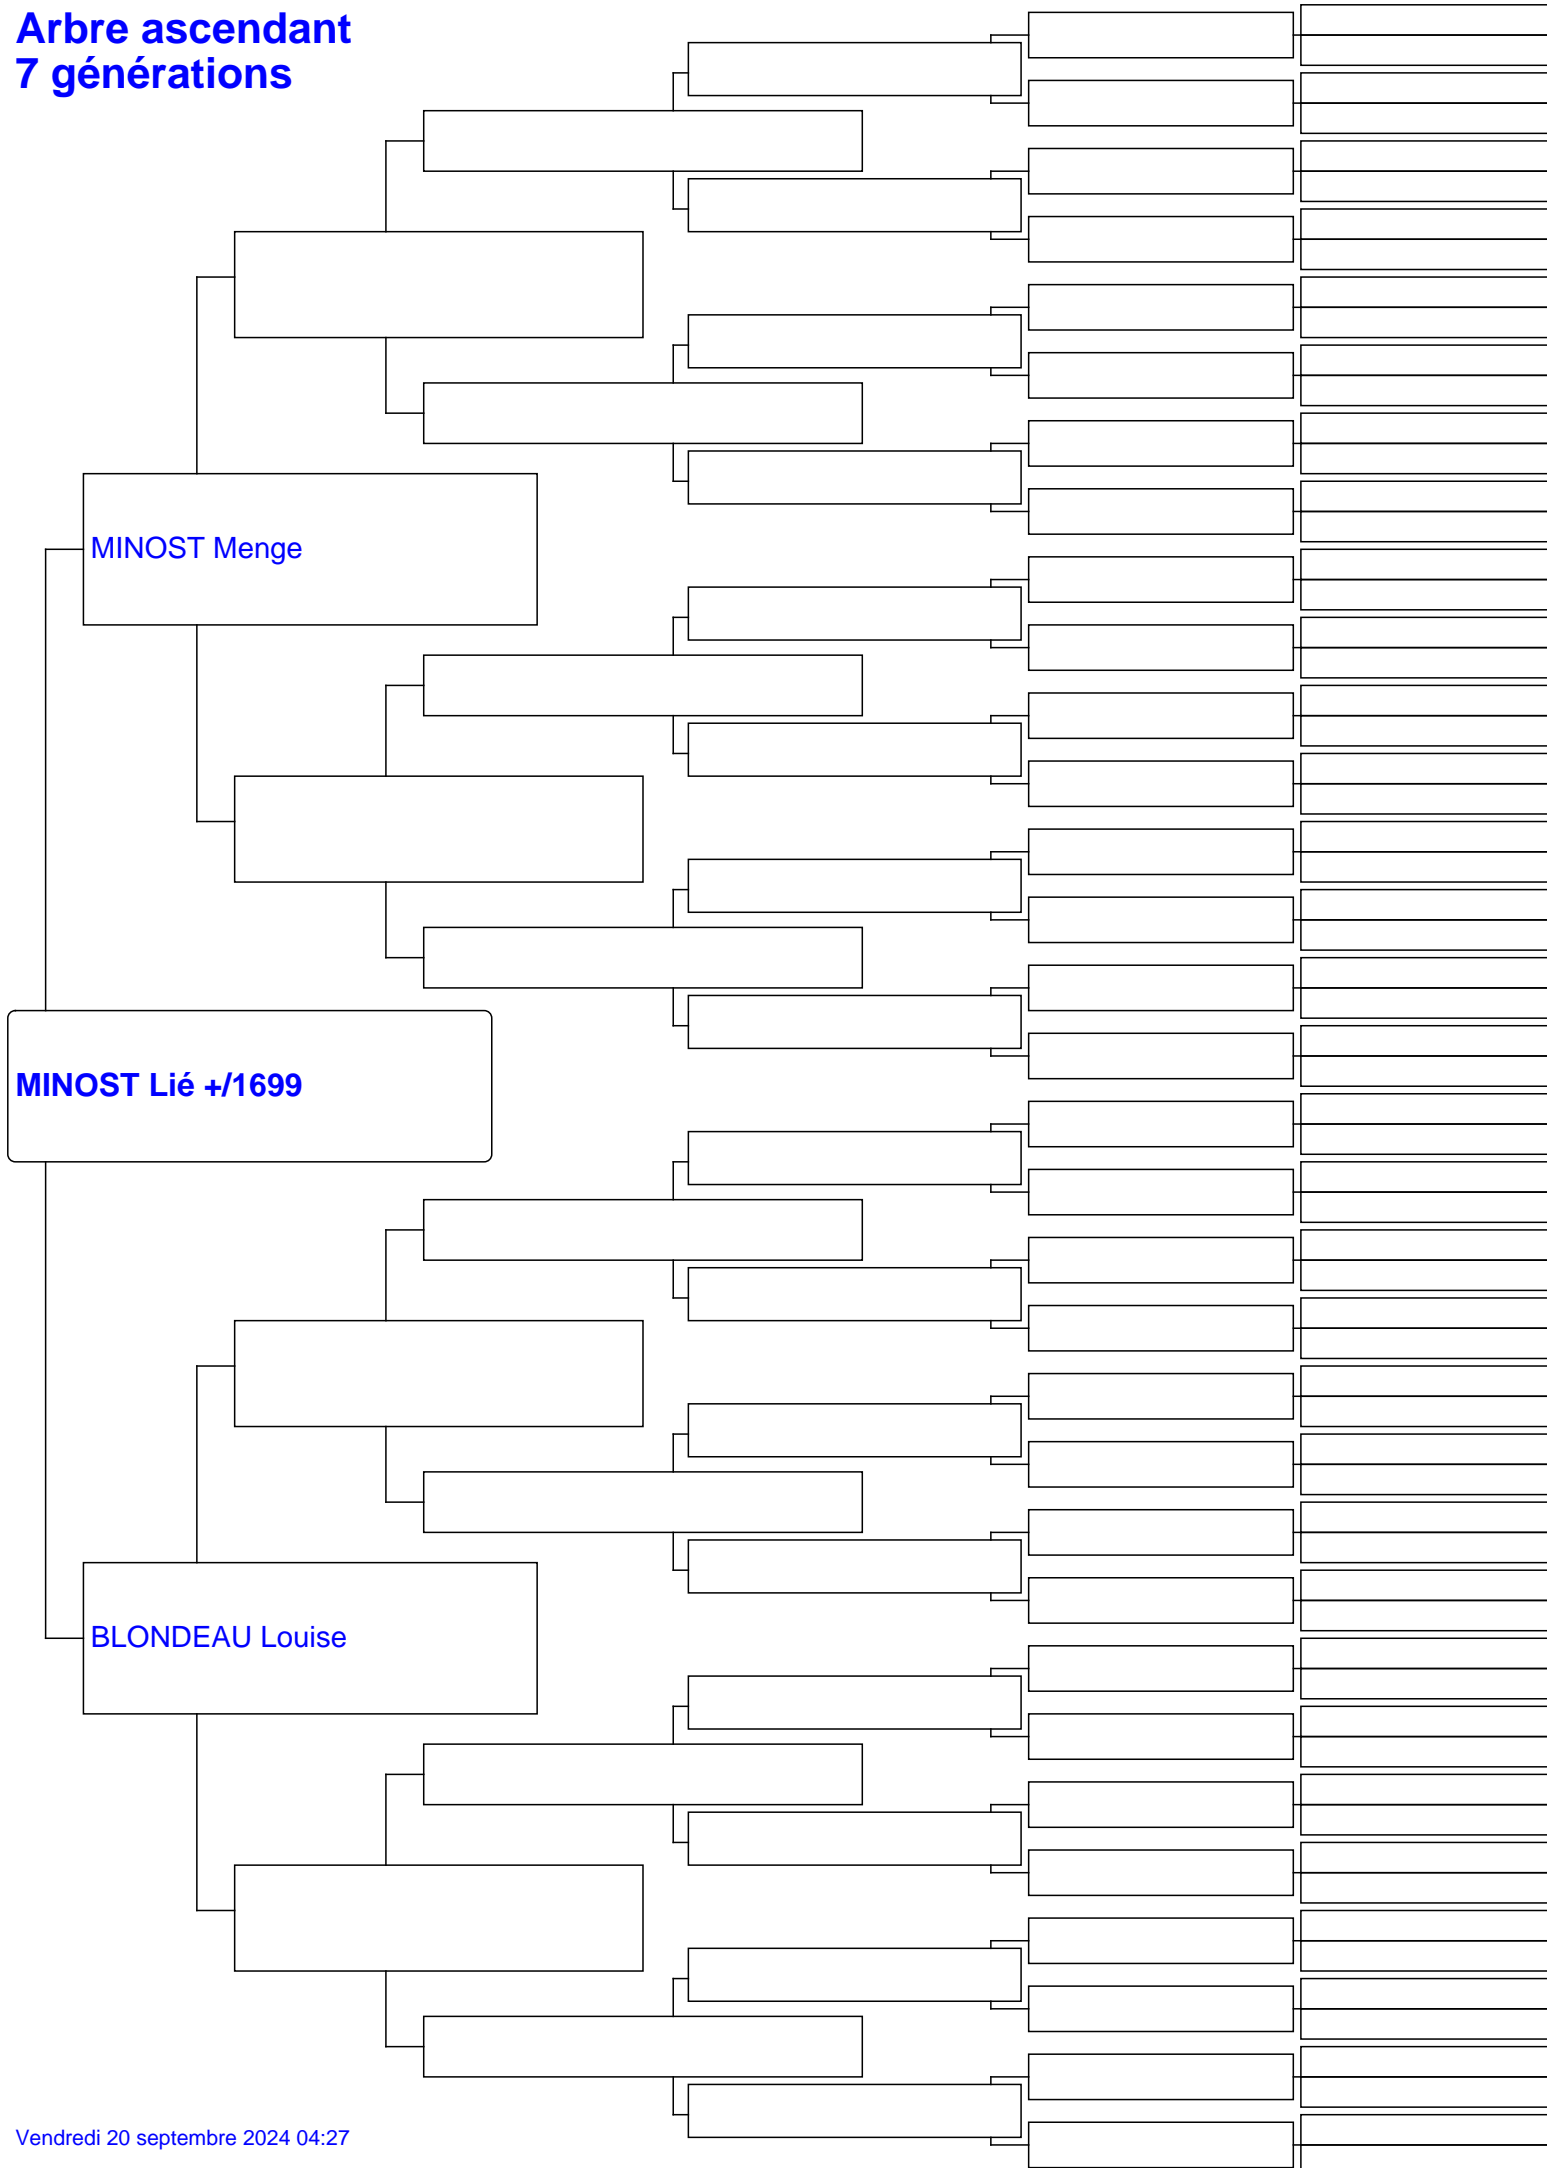 Arbre ascendant
7 générations
MINOST Menge
MINOST Lié +/1699
BLONDEAU Louise
Vendredi 20 septembre 2024 04:27